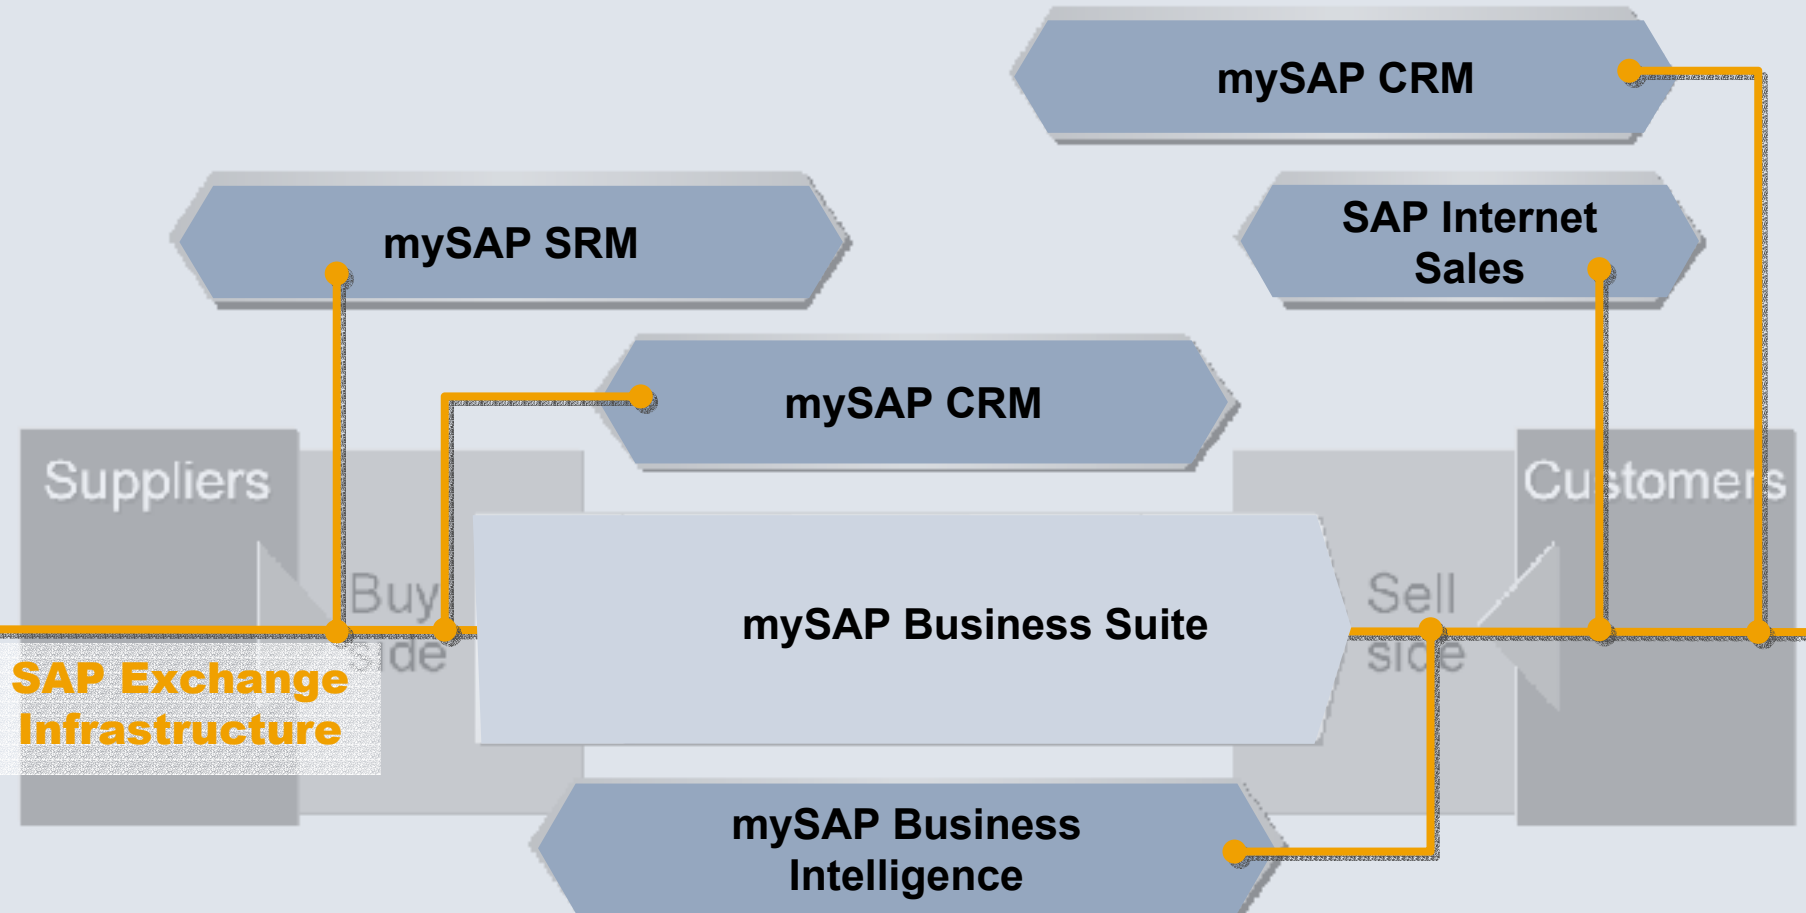 mySAP CRM
mySAP SRM
SAP Internet
Sales
mySAP CRM
Suppliers
Customers
Buy
side
mySAP Business Suite
Sell
side
SAP Exchange
Infrastructure
mySAP Business
Intelligence